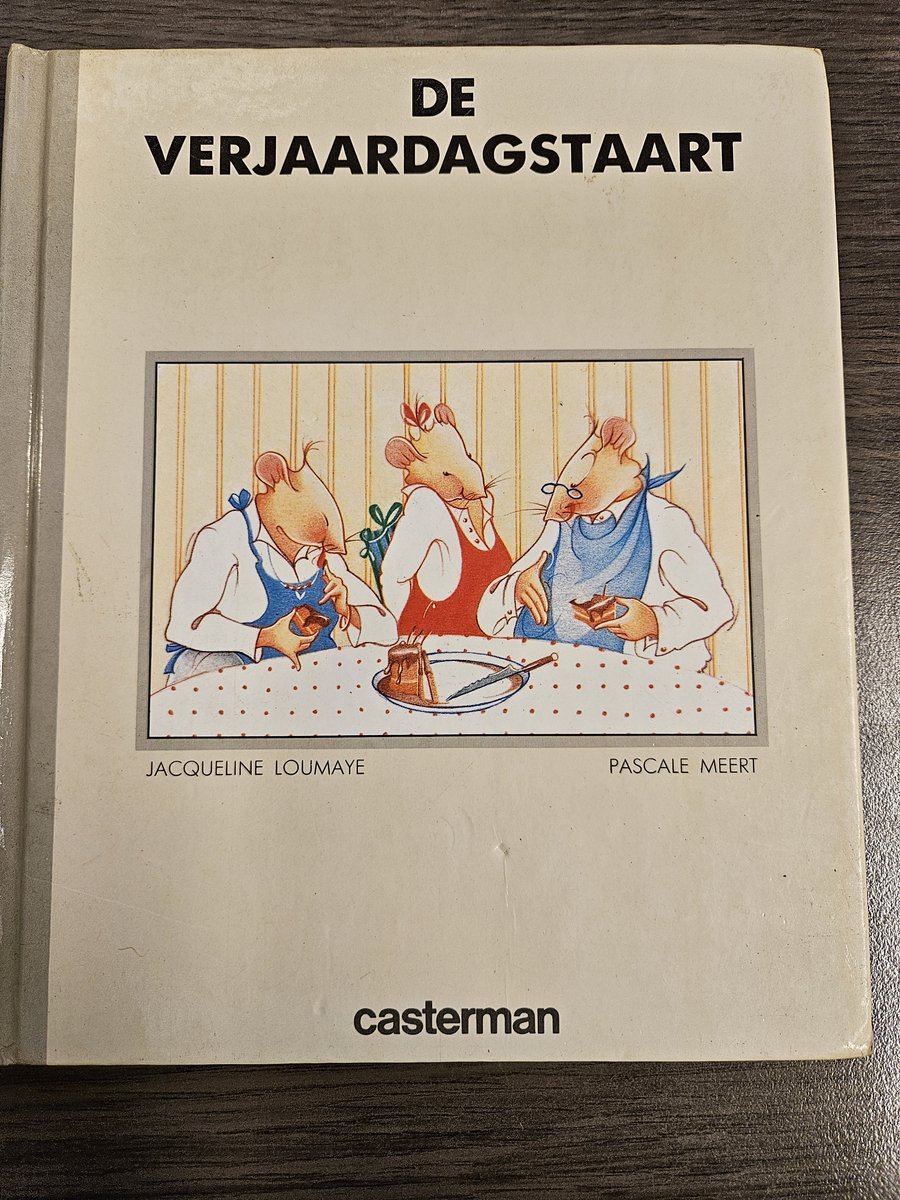 DE
VERJAARDAGSTAART
JACQUELINE LOUMAYE
PASCALE MEERT
casterman